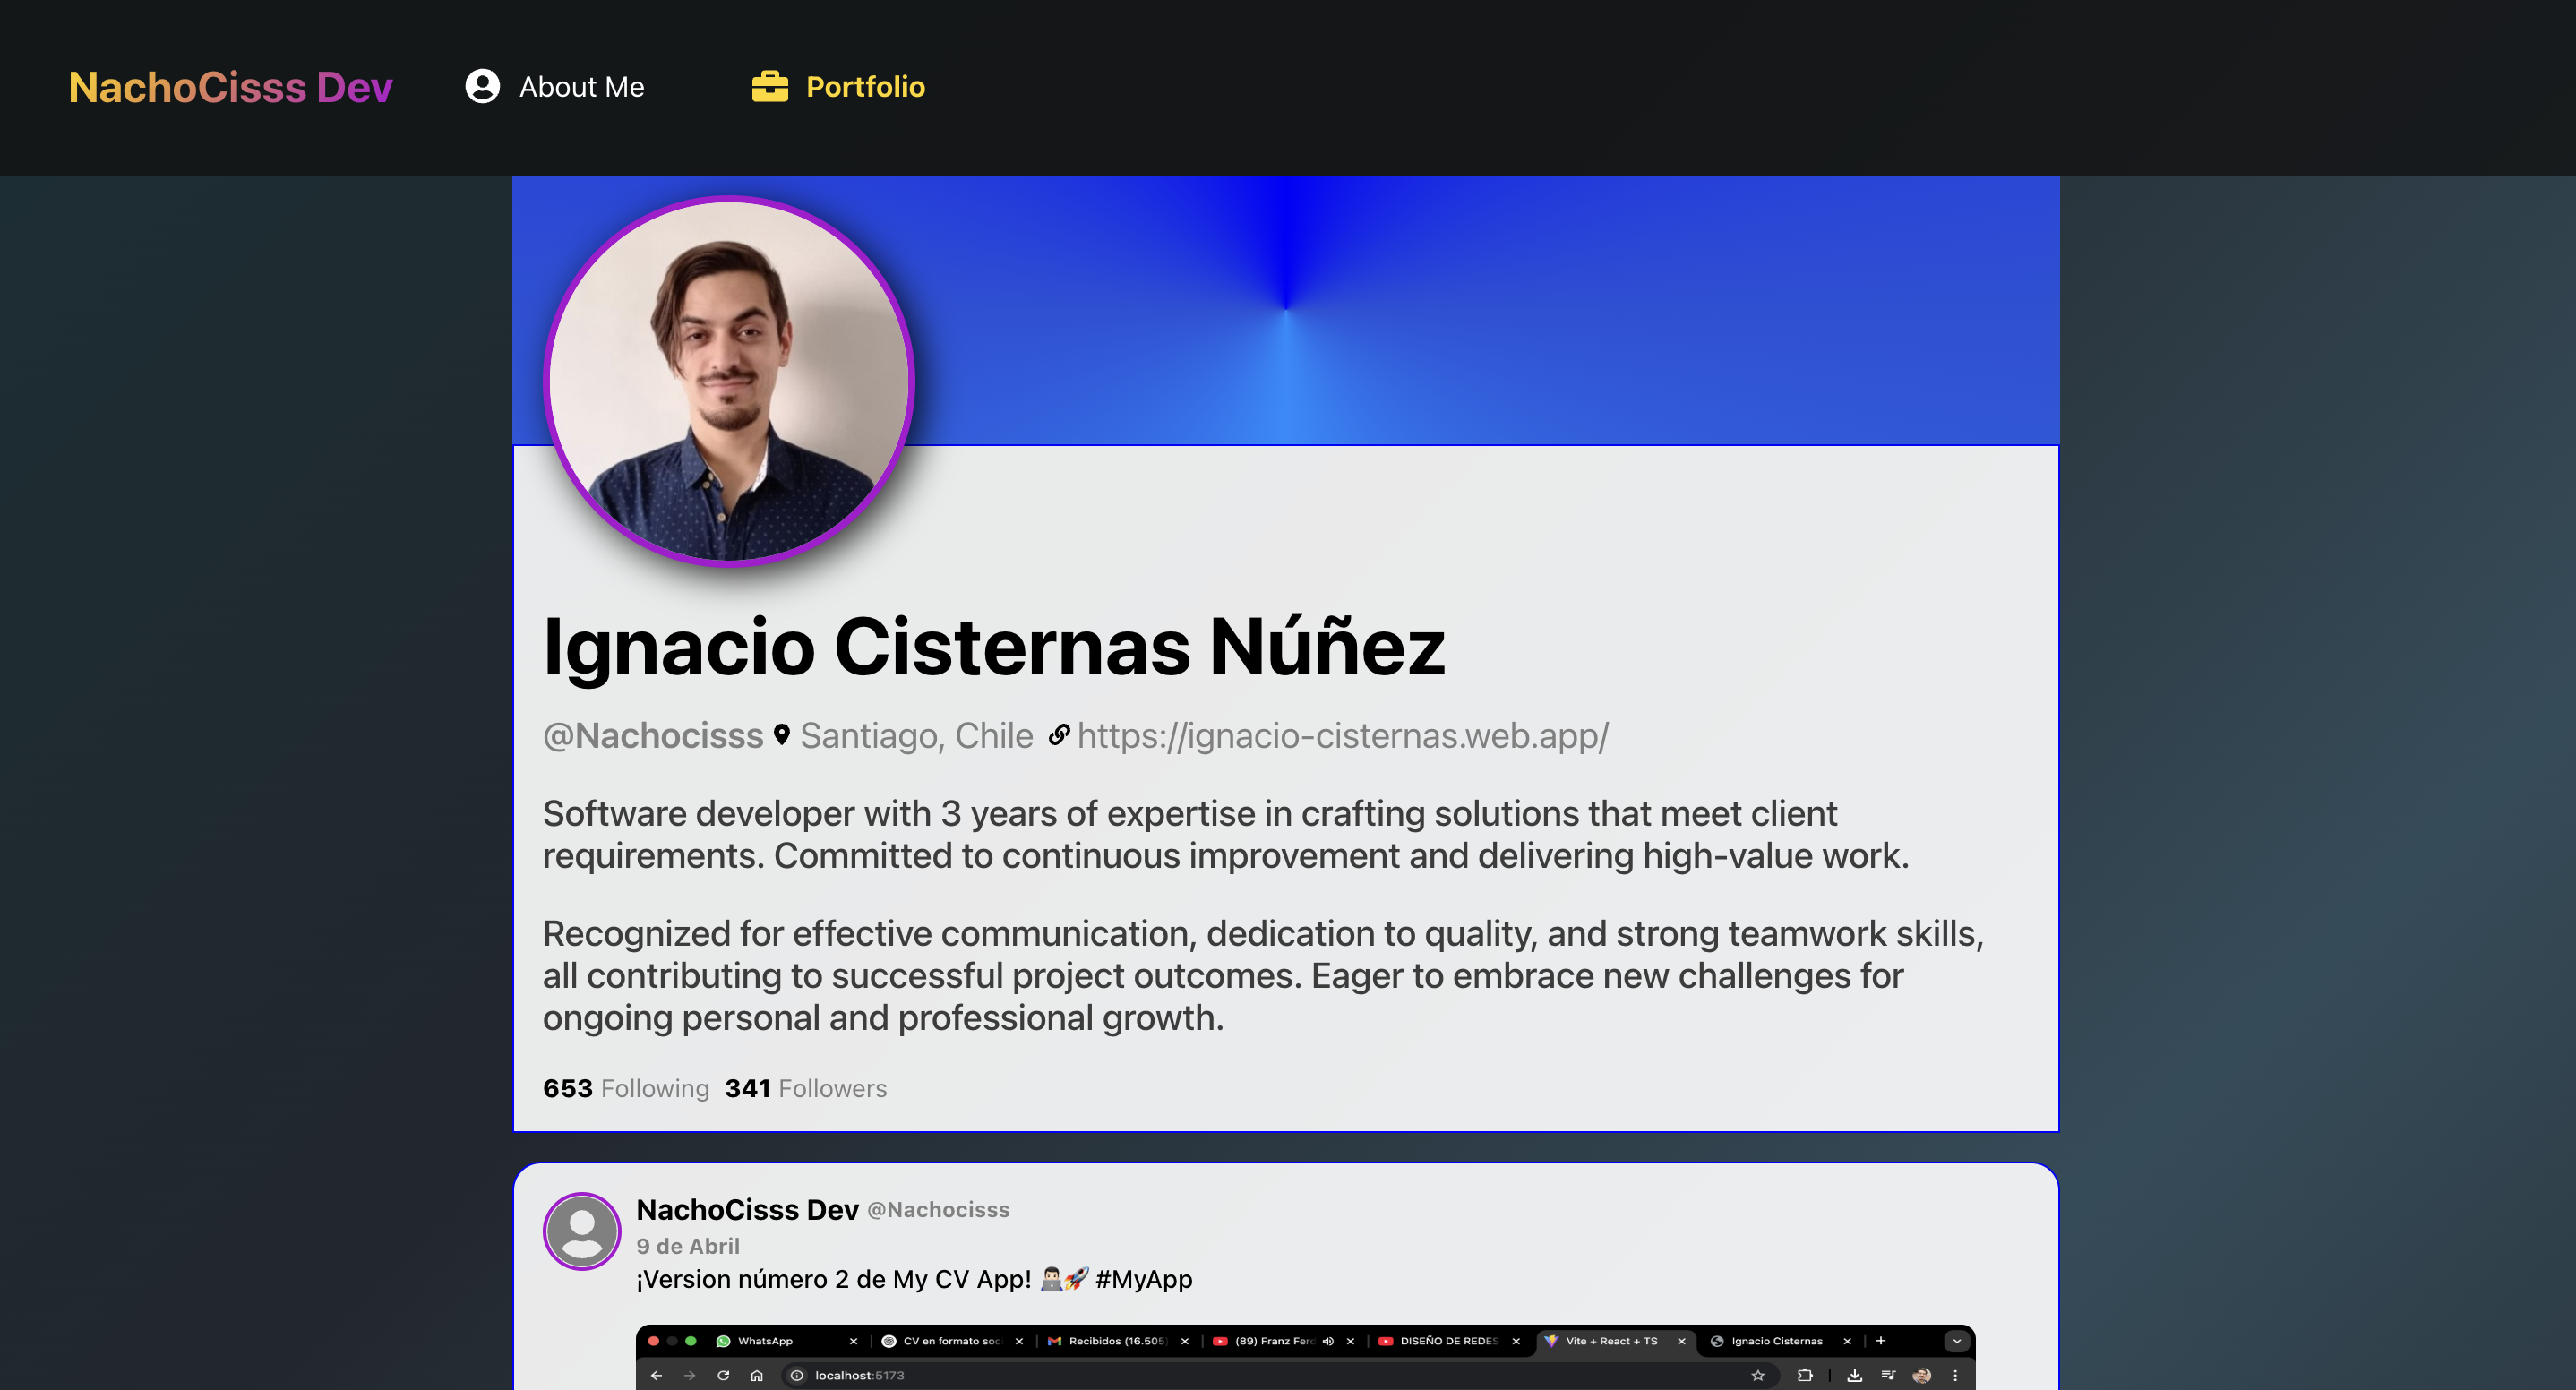 NachoCisss Dev About Me Portfolio
Ignacio Cisternas Núñez
@Nachocisss Santiago, Chile https://ignacio-cisternas.web.app/
Software developer with 3 years of expertise in crafting solutions that meet client
requirements. Committed to continuous improvement and delivering high-value work.
Recognized for effective communication, dedication to quality, and strong teamwork skills,
all contributing to successful project outcomes. Eager to embrace new challenges for
ongoing personal and professional growth.
653 Following 341 Followers
NachoCisss Dev @Nachocisss
9 de Abril
¡Version número 2 de My CV App! 👨🏻‍💻🚀 #MyApp
WhatsApp CV en formato soc Recibidos (16.505) (89) Franz Ferd DISEÑO DE REDES Vite + React + TS Ignacio Cisternas
localhost:5173